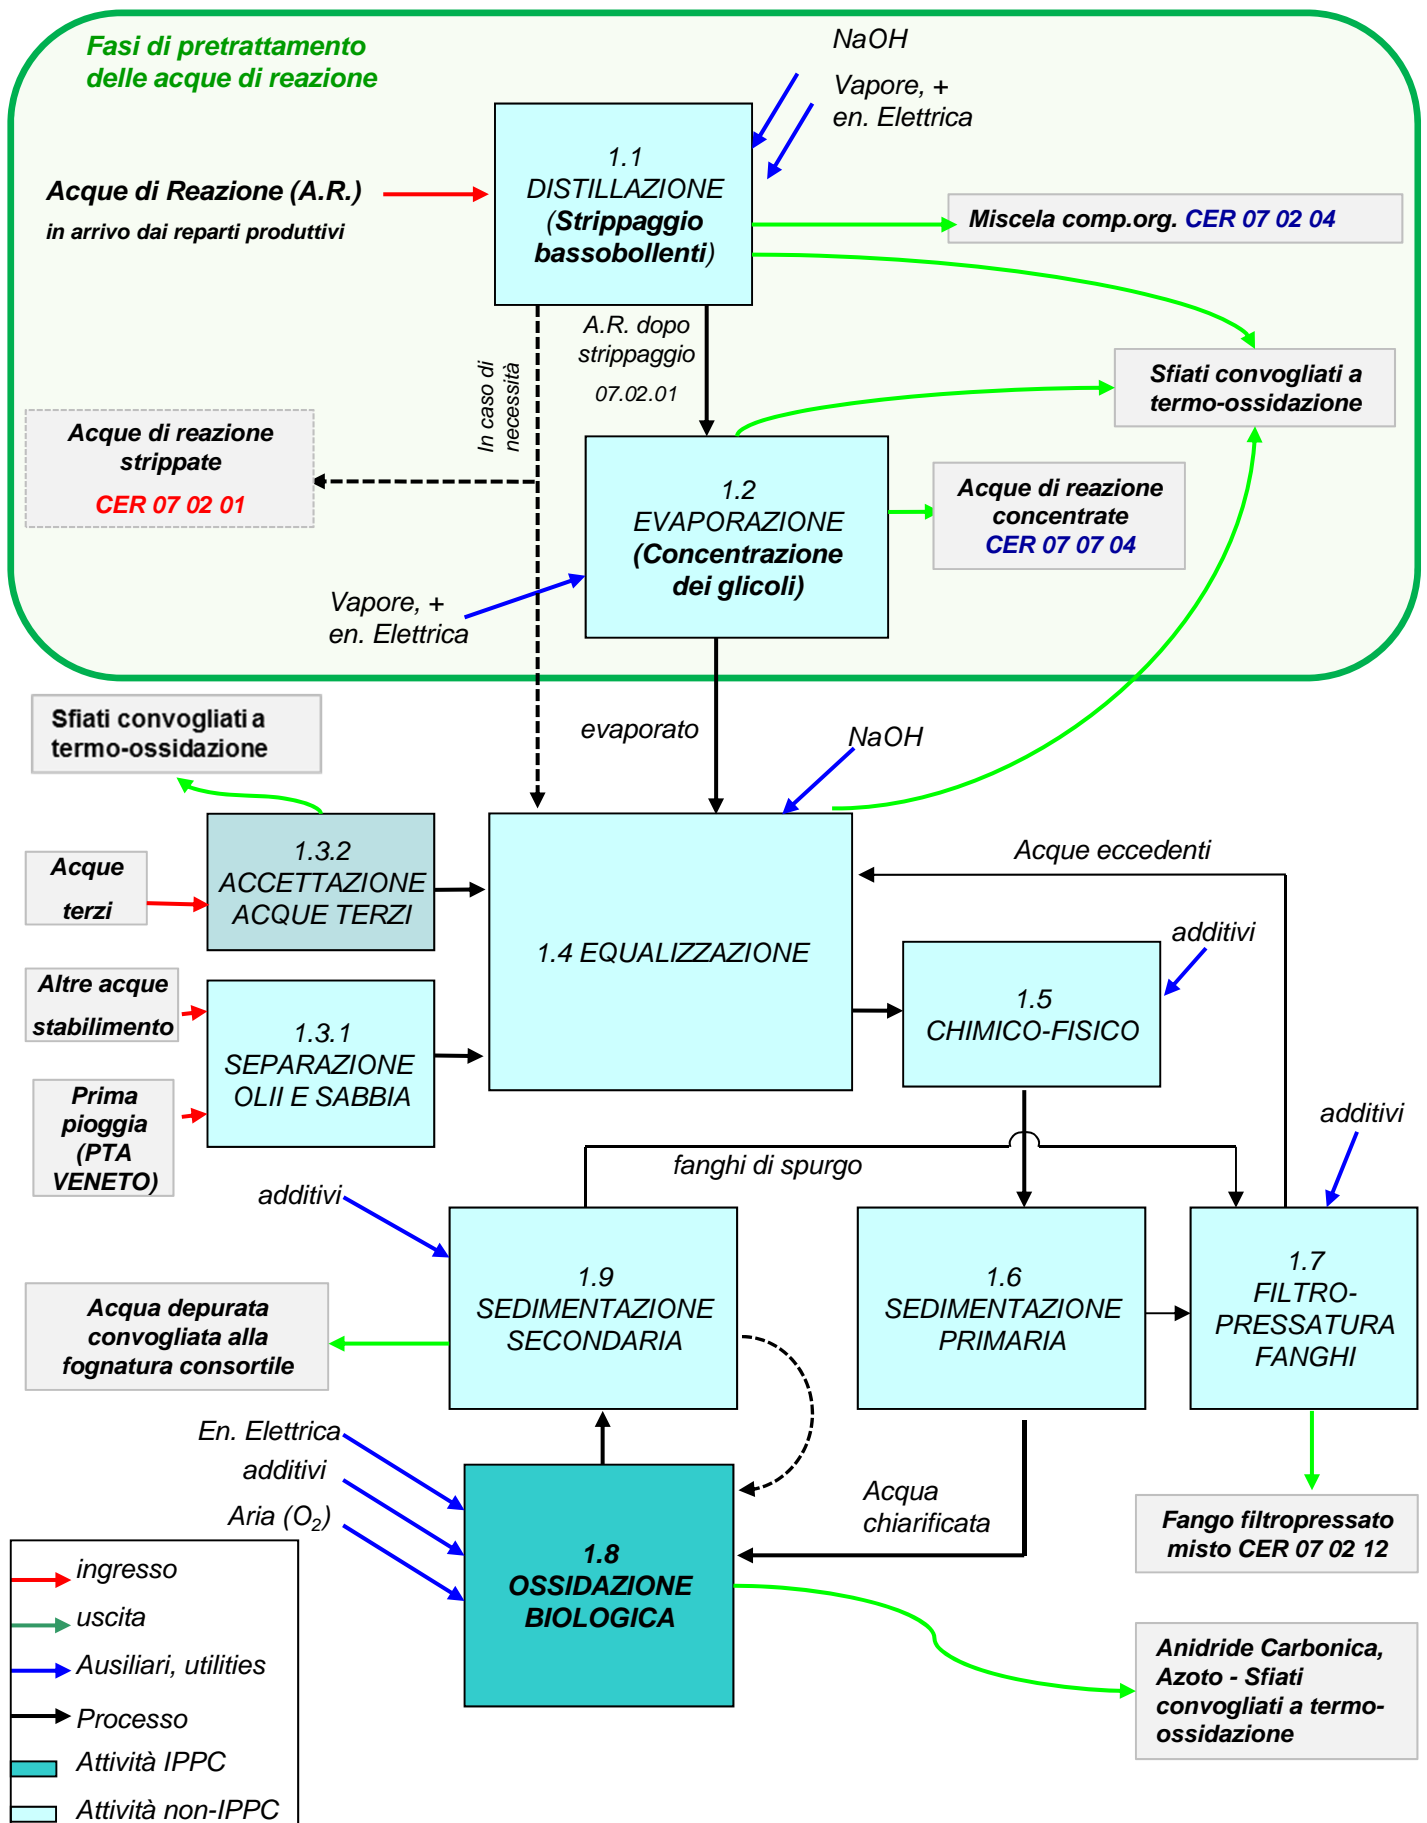 Fasi di pretrattamento
delle acque di reazione
NaOH
Vapore, +
en. Elettrica
1.1
DISTILLAZIONE
(Strippaggio
bassobollenti)
Acque di Reazione (A.R.)
in arrivo dai reparti produttivi
Miscela comp.org. CER 07 02 04
A.R. dopo
strippaggio
07.02.01
In caso di
necessità
Sfiati convogliati a
termo-ossidazione
Acque di reazione
strippate
CER 07 02 01
1.2
EVAPORAZIONE
(Concentrazione
dei glicoli)
Acque di reazione
concentrate
CER 07 07 04
Vapore, +
en. Elettrica
Sfiati convogliati a
termo-ossidazione
evaporato
NaOH
1.3.2
ACCETTAZIONE
ACQUE TERZI
Acque
terzi
1.4 EQUALIZZAZIONE
Acque eccedenti
additivi
Altre acque
stabilimento
1.3.1
SEPARAZIONE
OLII E SABBIA
1.5
CHIMICO-FISICO
Prima
pioggia
(PTA
VENETO)
additivi
fanghi di spurgo
additivi
1.9
SEDIMENTAZIONE
SECONDARIA
1.6
SEDIMENTAZIONE
PRIMARIA
1.7
FILTRO-
PRESSATURA
FANGHI
Acqua depurata
convogliata alla
fognatura consortile
En. Elettrica
additivi
Aria (O₂)
Acqua
chiarificata
1.8
OSSIDAZIONE
BIOLOGICA
Fango filtropressato
misto CER 07 02 12
Anidride Carbonica,
Azoto - Sfiati
convogliati a termo-
ossidazione
ingresso
uscita
Ausiliari, utilities
Processo
Attività IPPC
Attività non-IPPC